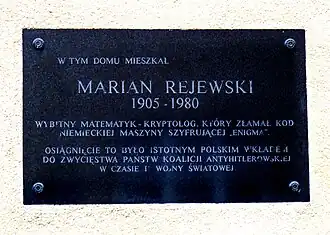 W TYM DOMU MIESZKAŁ
MARIAN REJEWSKI
1905 - 1980
WYBITNY MATEMATYK - KRYPTOLOG, KTÓRY ZŁAMAŁ KOD
NIEMIECKIEJ MASZYNY SZYFRUJĄCEJ „ENIGMA”
OSIĄGNIĘCIE TO BYŁO ISTOTNYM POLSKIM WKŁADEM
DO ZWYCIĘSTWA PAŃSTW KOALICJI ANTYHITLEROWSKIEJ
W CZASIE II WOJNY ŚWIATOWEJ